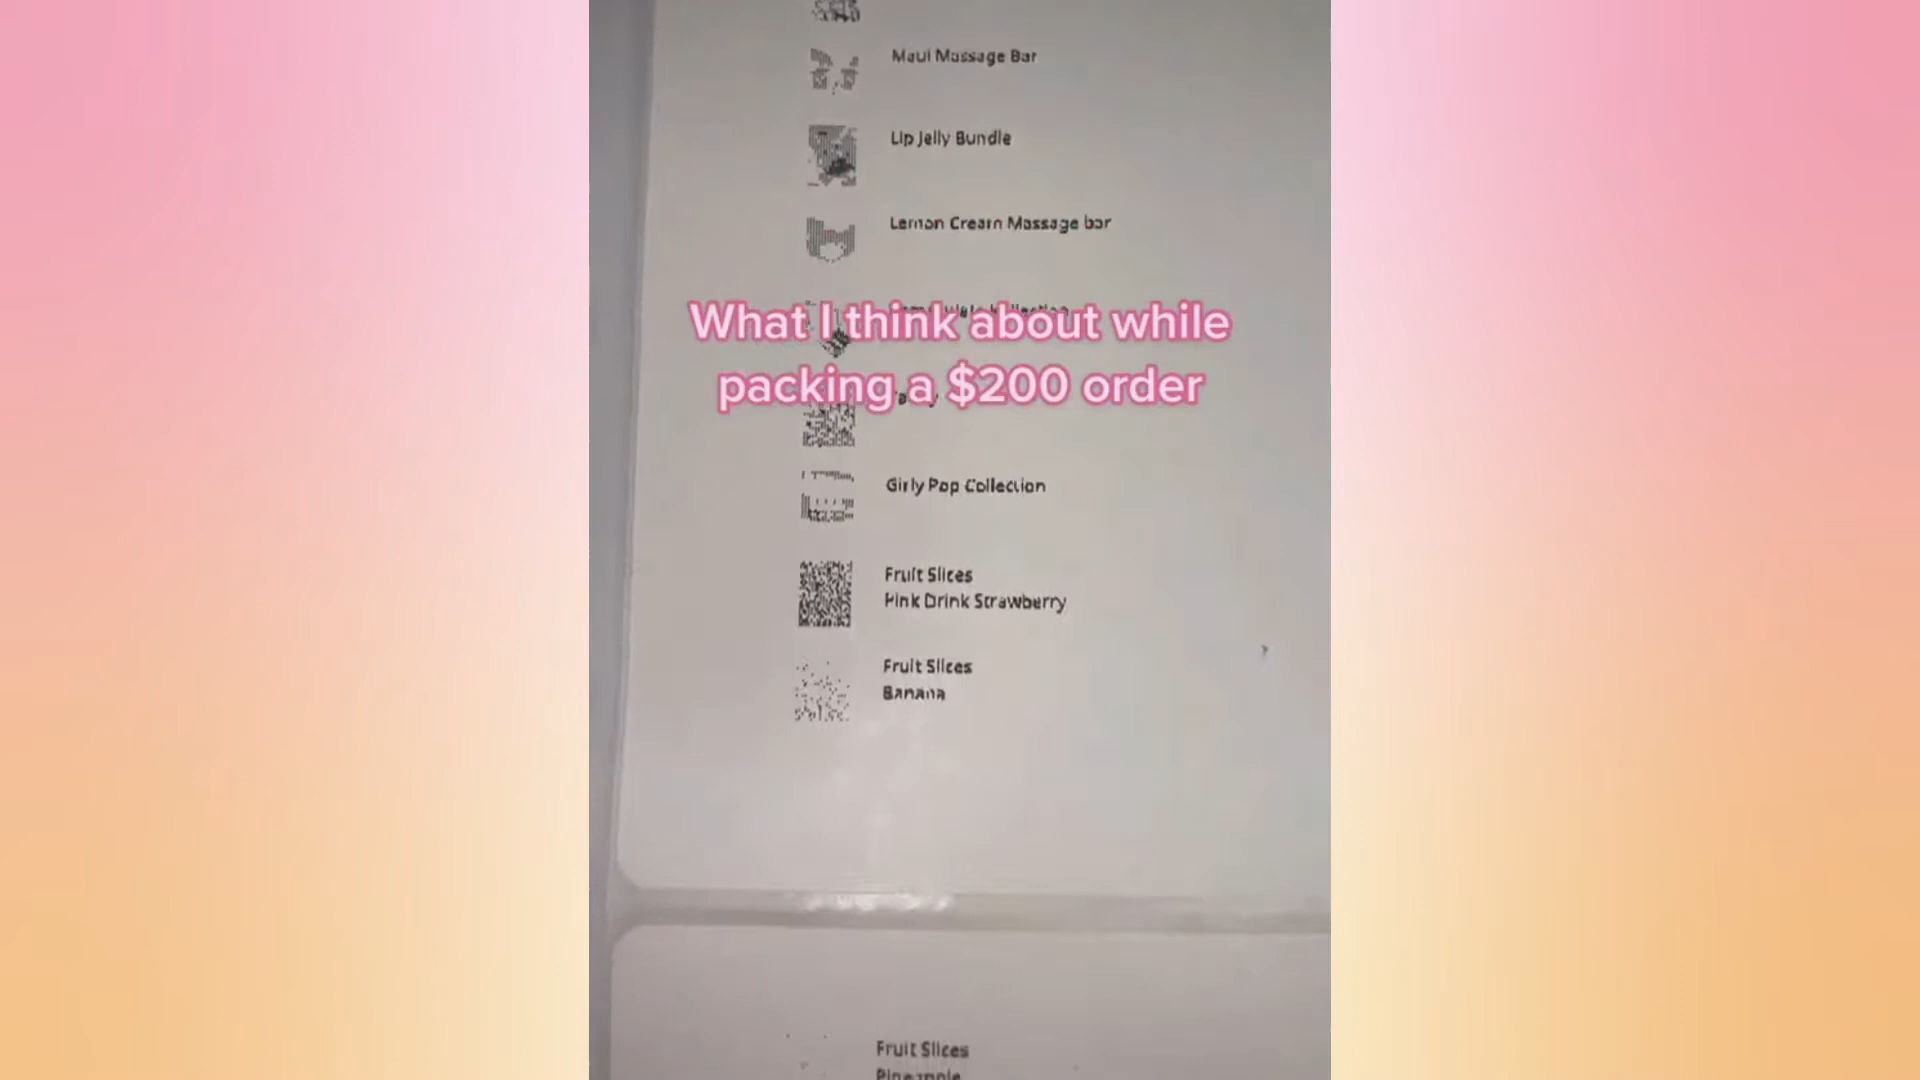 Maui Massage Bar
Lip Jelly Bundle
Lemon Cream Massage bar
What I think about while
packing a $200 order
Girly Pop Collection
Fruit Slices
Pink Drink Strawberry
Fruit Slices
Banana
Fruit Slices
Pineapple